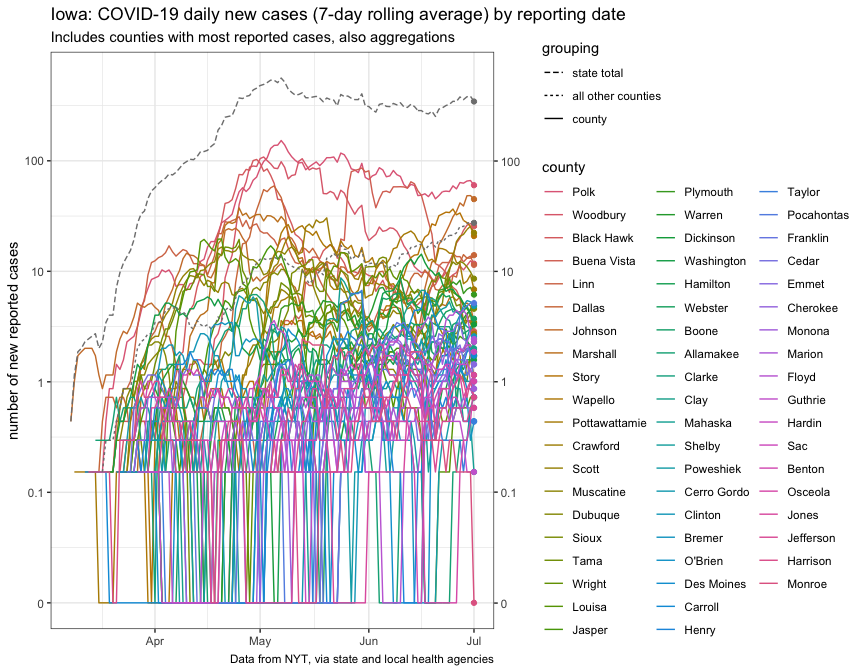 Iowa: COVID-19 daily new cases (7-day rolling average) by reporting date
Includes counties with most reported cases, also aggregations
number of new reported cases
100
10
1
0.1
0
100
10
1
0.1
0
Apr
May
Jun
Jul
Data from NYT, via state and local health agencies
grouping
state total
all other counties
county
county
Polk
Woodbury
Black Hawk
Buena Vista
Linn
Dallas
Johnson
Marshall
Story
Wapello
Pottawattamie
Crawford
Scott
Muscatine
Dubuque
Sioux
Tama
Wright
Louisa
Jasper
Plymouth
Warren
Dickinson
Washington
Hamilton
Webster
Boone
Allamakee
Clarke
Clay
Mahaska
Shelby
Poweshiek
Cerro Gordo
Clinton
Bremer
O'Brien
Des Moines
Carroll
Henry
Taylor
Pocahontas
Franklin
Cedar
Emmet
Cherokee
Monona
Marion
Floyd
Guthrie
Hardin
Sac
Benton
Osceola
Jones
Jefferson
Harrison
Monroe